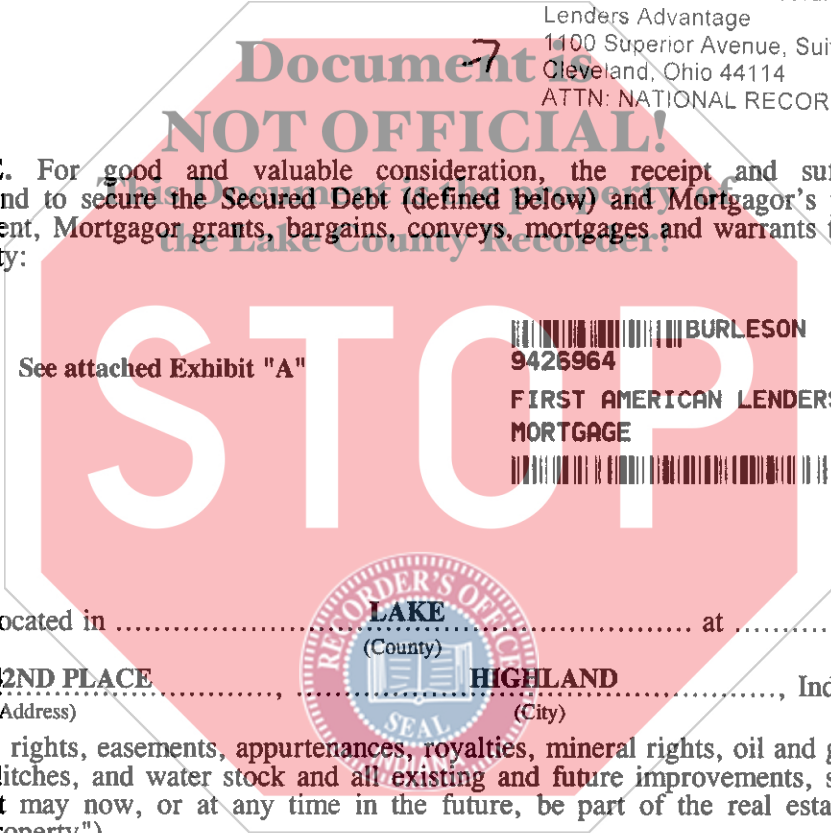 Lenders Advantage
1100 Superior Avenue, Suit
Cleveland, Ohio 44114
ATTN: NATIONAL RECOR
7
Document is
NOT OFFICIAL!
This Document is the property of
the Lake County Recorder!
. For good and valuable consideration, the receipt and suf
nd to secure the Secured Debt (defined below) and Mortgagor's
ent, Mortgagor grants, bargains, conveys, mortgages and warrants t
ty:
See attached Exhibit "A"
BURLESON
9426964
FIRST AMERICAN LENDERS
MORTGAGE
STOP
ocated in LAKE at
(County)
2ND PLACE, HIGHLAND, Ind
Address) (City)
RECORDER'S OFFICE
SEAL
INDIANA
rights, easements, appurtenances, royalties, mineral rights, oil and g
litches, and water stock and all existing and future improvements, s
t may now, or at any time in the future, be part of the real esta
operty").